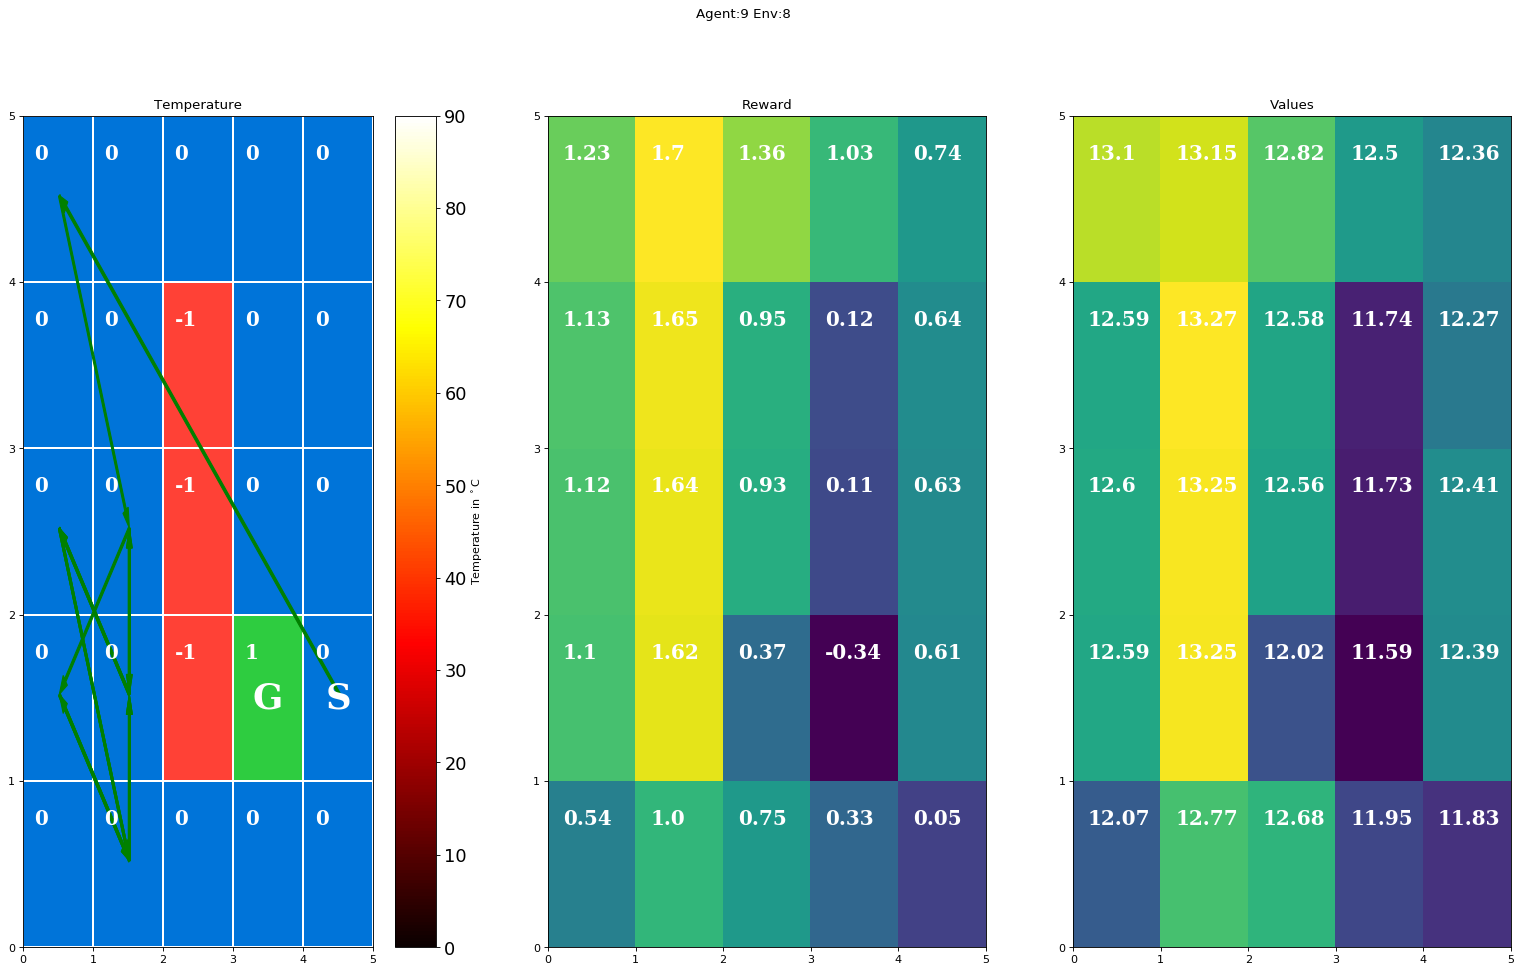 Agent:9 Env:8
Temperature
5
4
3
2
1
0
0 0 0 0 0
0 0 -1 0 0
0 0 -1 0 0
0 0 -1 1 0
G S
0 0 0 0 0
0 1 2 3 4 5
90
80
70
60
50
40
30
20
10
0
Temperature in °C
Reward
5
4
3
2
1
0
1.23 1.7 1.36 1.03 0.74
1.13 1.65 0.95 0.12 0.64
1.12 1.64 0.93 0.11 0.63
1.1 1.62 0.37 -0.34 0.61
0.54 1.0 0.75 0.33 0.05
0 1 2 3 4 5
Values
5
4
3
2
1
0
13.1 13.15 12.82 12.5 12.36
12.59 13.27 12.58 11.74 12.27
12.6 13.25 12.56 11.73 12.41
12.59 13.25 12.02 11.59 12.39
12.07 12.77 12.68 11.95 11.83
0 1 2 3 4 5